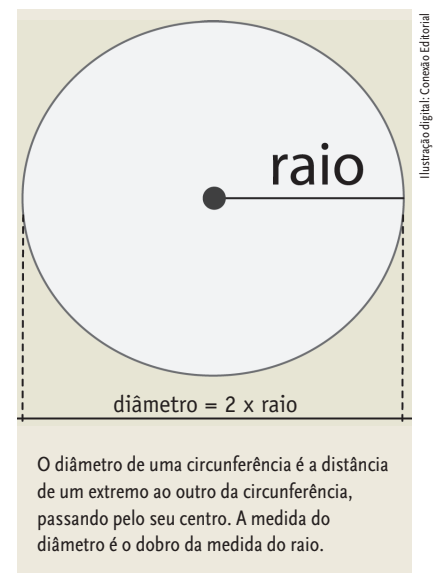 Ilustração digital: Conexão Editorial
raio
diâmetro = 2 x raio
O diâmetro de uma circunferência é a distância
de um extremo ao outro da circunferência,
passando pelo seu centro. A medida do
diâmetro é o dobro da medida do raio.